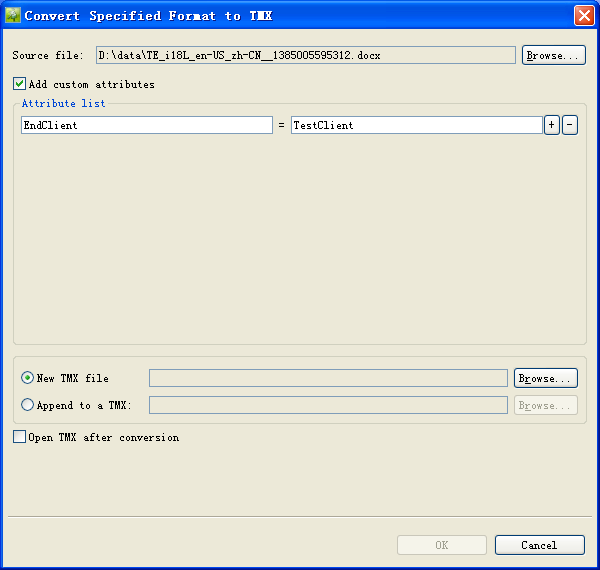 Convert Specified Format to TMX
Source file: D:\data\TE_i18L_en-US_zh-CN__1385005595312.docx Browse...
Add custom attributes
Attribute list
EndClient = TestClient + -
New TMX file Browse...
Append to a TMX: Browse...
Open TMX after conversion
OK Cancel